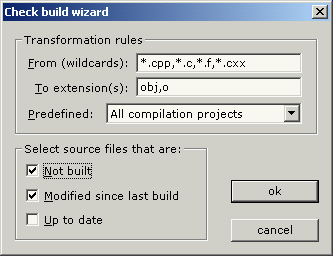 Check build wizard
Transformation rules
From (wildcards): *.cpp,*.c,*.f,*.cxx
To extension(s): obj,o
Predefined: All compilation projects
Select source files that are:
Not built
Modified since last build
Up to date
ok
cancel